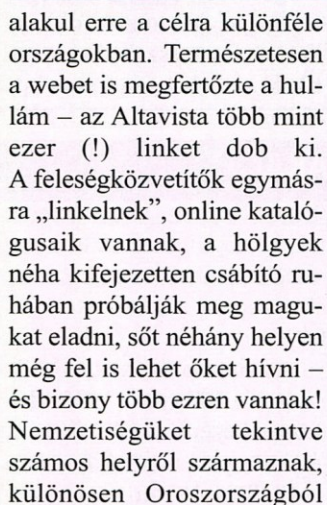 alakul erre a célra különféle
országokban. Természetesen
a webet is megfertőzte a hul-
lám – az Altavista több mint
ezer (!) linket dob ki.
A feleségközvetítők egymás-
ra „linkelnek”, online kataló-
gusaik vannak, a hölgyek
néha kifejezetten csábító ru-
hában próbálják meg magu-
kat eladni, sőt néhány helyen
még fel is lehet őket hívni –
és bizony több ezren vannak!
Nemzetiségüket tekintve
számos helyről származnak,
különösen Oroszországból